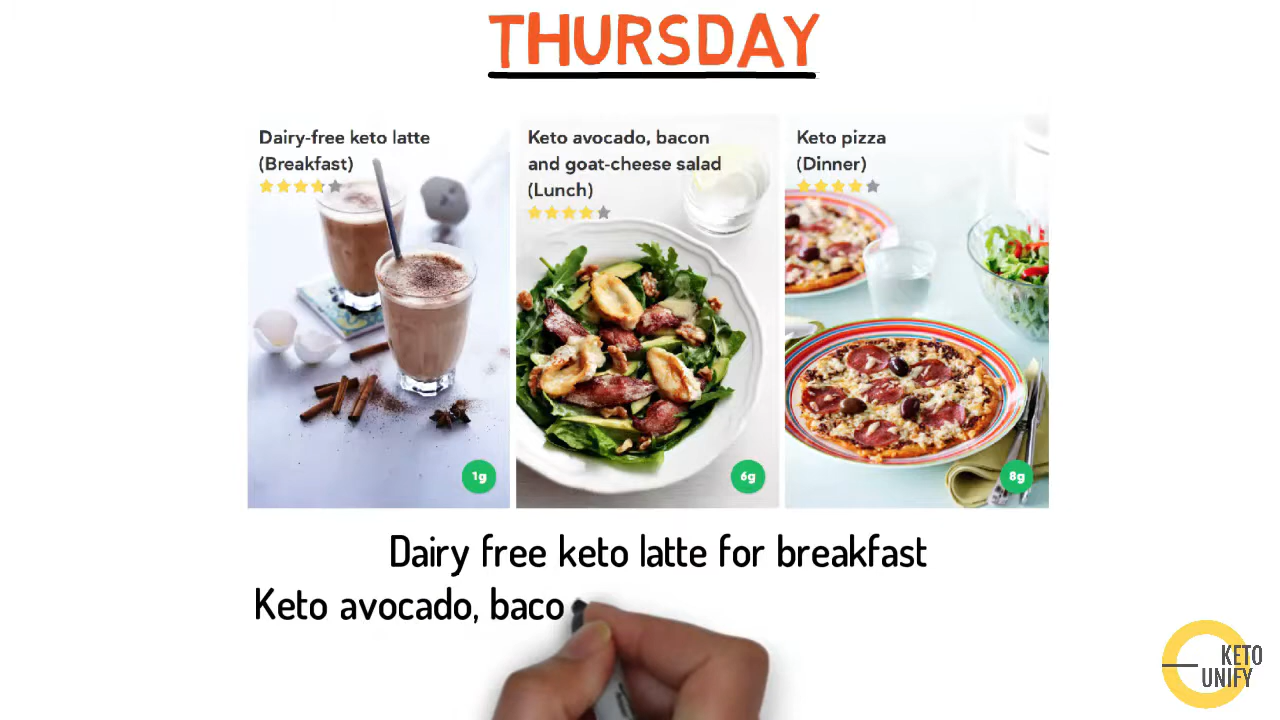 THURSDAY
Dairy-free keto latte
(Breakfast)
Keto avocado, bacon
and goat-cheese salad
(Lunch)
Keto pizza
(Dinner)
1g
6g
8g
Dairy free keto latte for breakfast
Keto avocado, baco
KETO
UNIFY